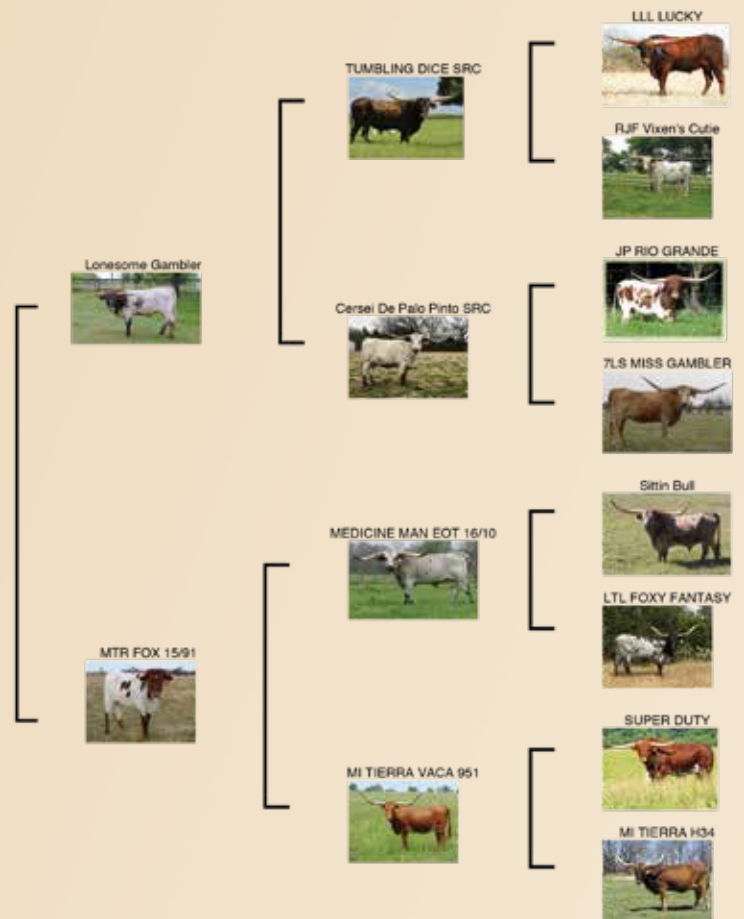 LLL LUCKY
TUMBLING DICE SRC
RJF Vixen's Cutie
Lonesome Gambler
JP RIO GRANDE
Cersei De Palo Pinto SRC
7LS MISS GAMBLER
Sittin Bull
MEDICINE MAN EOT 16/10
LTL FOXY FANTASY
MTR FOX 15/91
SUPER DUTY
MI TIERRA VACA 951
MI TIERRA H34